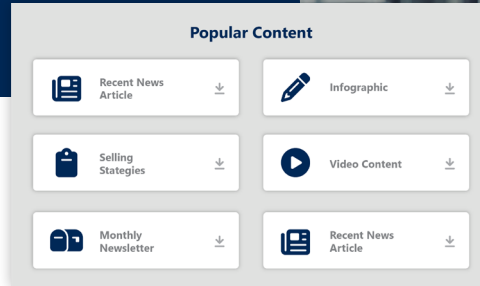 Popular Content
Recent News
Article
Infographic
Selling
Stategies
Video Content
Monthly
Newsletter
Recent News
Article